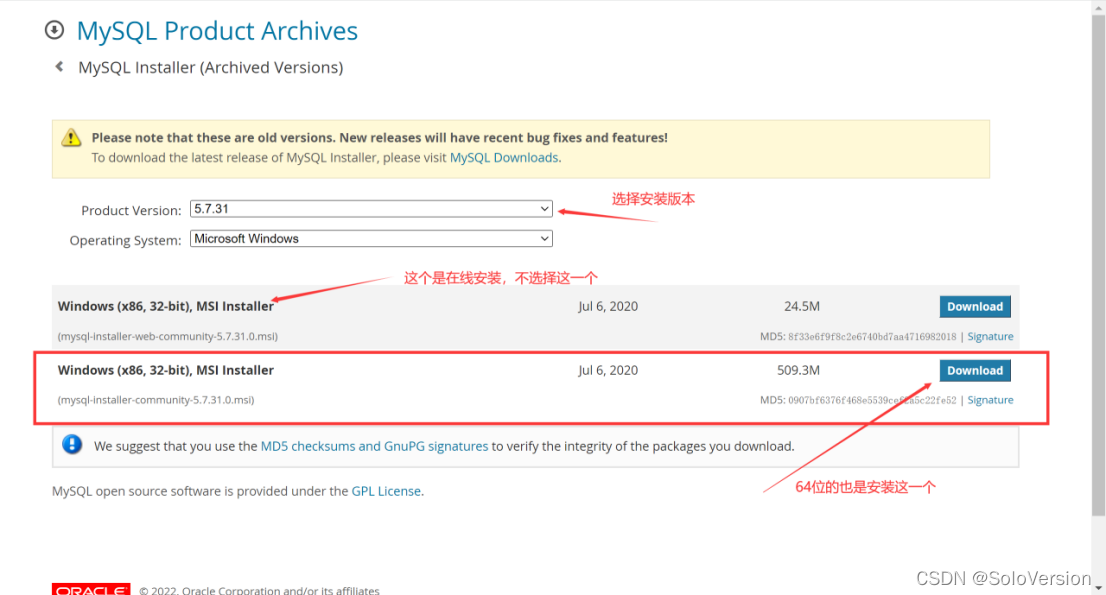 MySQL Product Archives
MySQL Installer (Archived Versions)
Please note that these are old versions. New releases will have recent bug fixes and features!
To download the latest release of MySQL Installer, please visit MySQL Downloads.
选择安装版本
Product Version: 5.7.31
Operating System: Microsoft Windows
这个是在线安装，不选择这一个
Windows (x86, 32-bit), MSI Installer Jul 6, 2020 24.5M Download
(mysql-installer-web-community-5.7.31.0.msi) MD5: 8f33e6f9f8c2e6740bd7aa4716982018 | Signature
Windows (x86, 32-bit), MSI Installer Jul 6, 2020 509.3M Download
(mysql-installer-community-5.7.31.0.msi) MD5: | Signature
We suggest that you use the MD5 checksums and GnuPG signatures to verify the integrity of the packages you download.
64位的也是安装这一个
MySQL open source software is provided under the GPL License.
ORACLE © 2022, Oracle Corporation and/or its affiliates
CSDN @SoloVersion